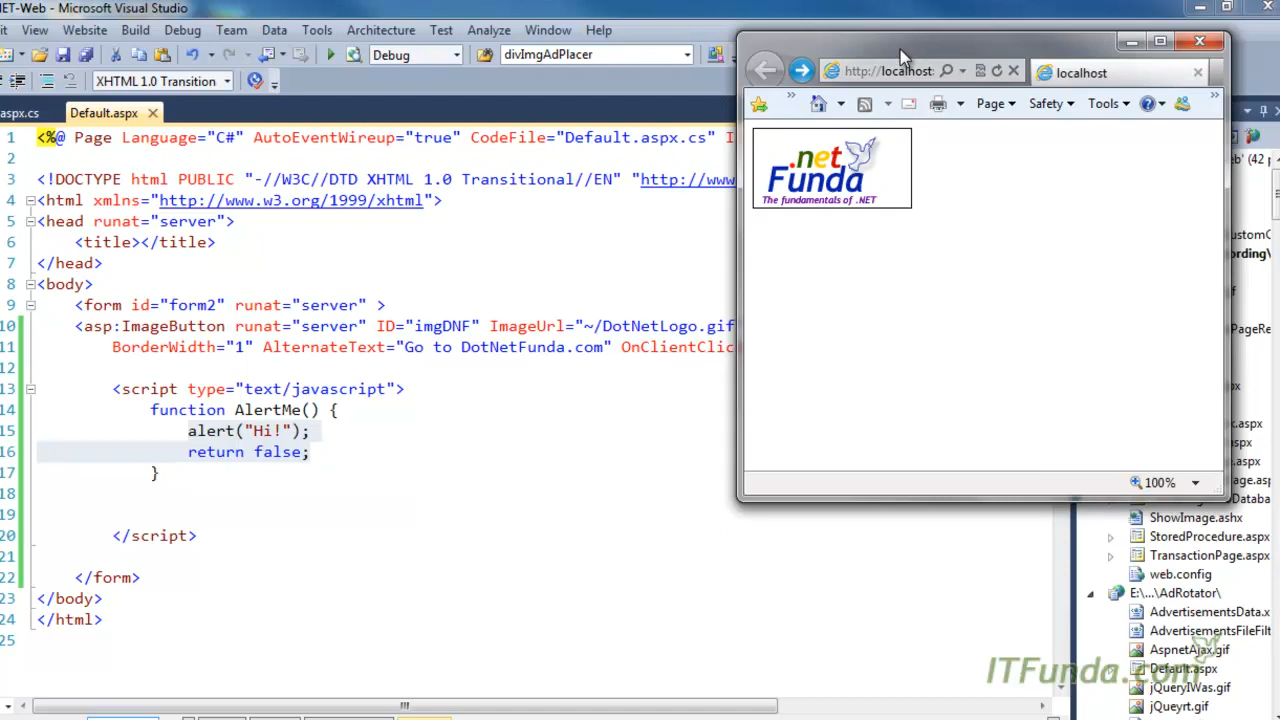 NET-Web - Microsoft Visual Studio
it View Website Build Debug Team Data Tools Architecture Test Analyze Window Help
Debug divImgAdPlacer
XHTML 1.0 Transition
aspx.cs Default.aspx
1 <%@ Page Language="C#" AutoEventWireup="true" CodeFile="Default.aspx.cs" I
2
3 <!DOCTYPE html PUBLIC "-//W3C//DTD XHTML 1.0 Transitional//EN" "http://www
4 <html xmlns="http://www.w3.org/1999/xhtml">
5 <head runat="server">
6 <title></title>
7 </head>
8 <body>
9 <form id="form2" runat="server" >
10 <asp:ImageButton runat="server" ID="imgDNF" ImageUrl="~/DotNetLogo.gif"
11 BorderWidth="1" AlternateText="Go to DotNetFunda.com" OnClientClic
12
13 <script type="text/javascript">
14 function AlertMe() {
15 alert("Hi!");
16 return false;
17 }
18
19
20 </script>
21
22 </form>
23 </body>
24 </html>
25
http://localhost: localhost
Page Safety Tools
.net
Funda
The fundamentals of .NET
100%
ShowImage.ashx
StoredProcedure.aspx
TransactionPage.aspx
web.config
E:\...\AdRotator\
AdvertisementsData.x
AdvertisementsFileFilt
AspnetAjax.gif
Default.aspx
jQueryIWas.gif
jQueyrt.gif
ITFunda.com